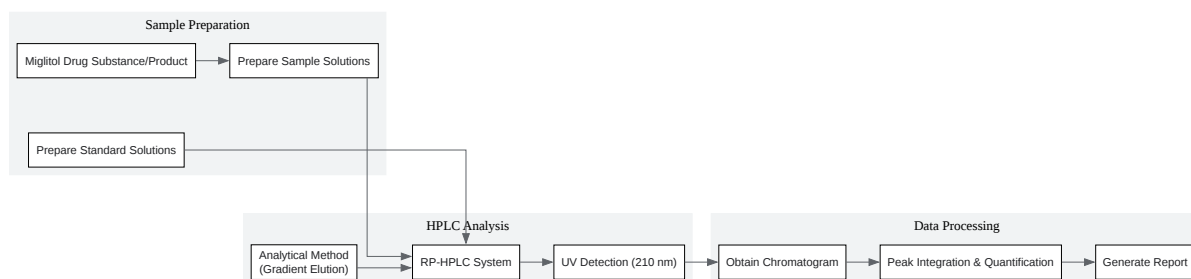 Sample Preparation
Miglitol Drug Substance/Product
Prepare Sample Solutions
Prepare Standard Solutions
HPLC Analysis
Data Processing
Analytical Method
(Gradient Elution)
RP-HPLC System
UV Detection (210 nm)
Obtain Chromatogram
Peak Integration & Quantification
Generate Report